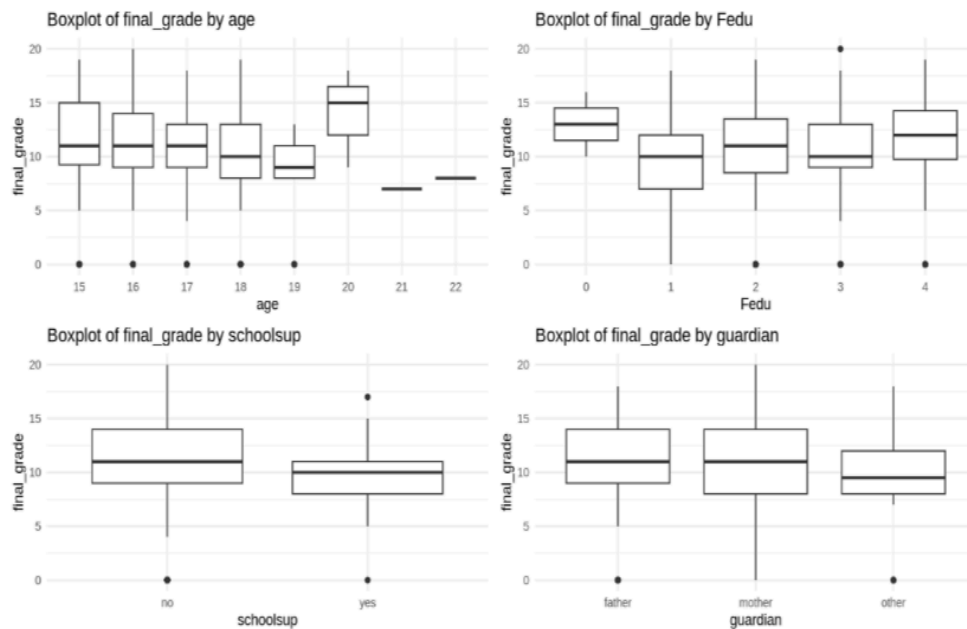 Boxplot of final_grade by age
20
15
10
5
0
final_grade
15 16 17 18 19 20 21 22
age
Boxplot of final_grade by Fedu
20
15
10
5
0
final_grade
0 1 2 3 4
Fedu
Boxplot of final_grade by schoolsup
20
15
10
5
0
final_grade
no yes
schoolsup
Boxplot of final_grade by guardian
20
15
10
5
0
final_grade
father mother other
guardian